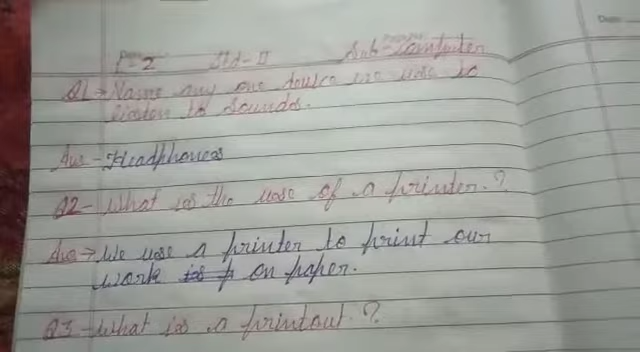 L-2 Std-II Sub-Computer
Q1→Name any one device we use to
listen to sounds.
Ans-Headphones
Q2-What is the use of a printer.?
Ans→We use a printer to print our
work is p on paper.
Q3-What is a printout.?